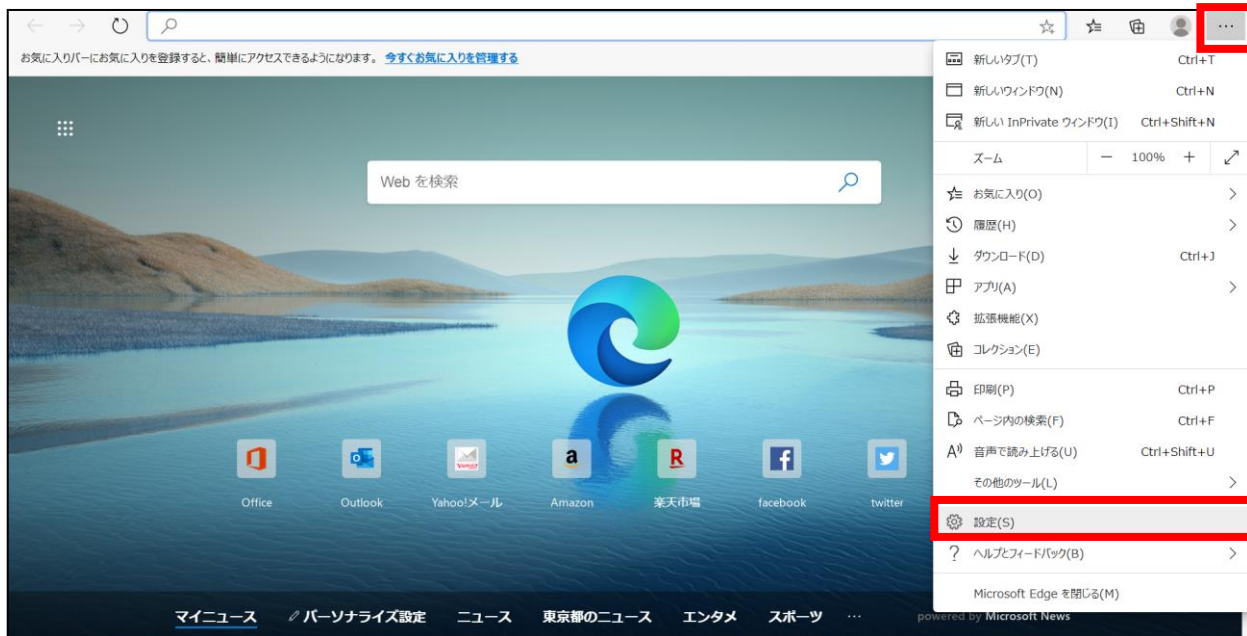 お気に入りバーにお気に入りを登録すると、簡単にアクセスできるようになります。 今すぐお気に入りを管理する
新しいタブ(T) Ctrl+T
新しいウィンドウ(N) Ctrl+N
新しい InPrivate ウィンドウ(I) Ctrl+Shift+N
ズーム － 100% ＋
お気に入り(O)
履歴(H)
ダウンロード(D) Ctrl+J
アプリ(A)
拡張機能(X)
コレクション(E)
印刷(P) Ctrl+P
ページ内の検索(F) Ctrl+F
音声で読み上げる(U) Ctrl+Shift+U
その他のツール(L)
設定(S)
ヘルプとフィードバック(B)
Microsoft Edge を閉じる(M)
Web を検索
Office Outlook Yahoo!メール Amazon 楽天市場 facebook twitter
マイニュース パーソナライズ設定 ニュース 東京都のニュース エンタメ スポーツ … powered by Microsoft News